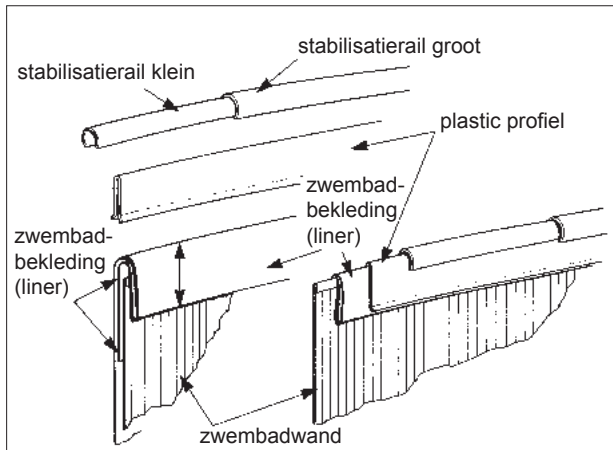 stabilisatierail groot
stabilisatierail klein
plastic profiel
zwembad-
bekleding
(liner)
zwembad-
bekleding
(liner)
zwembadwand